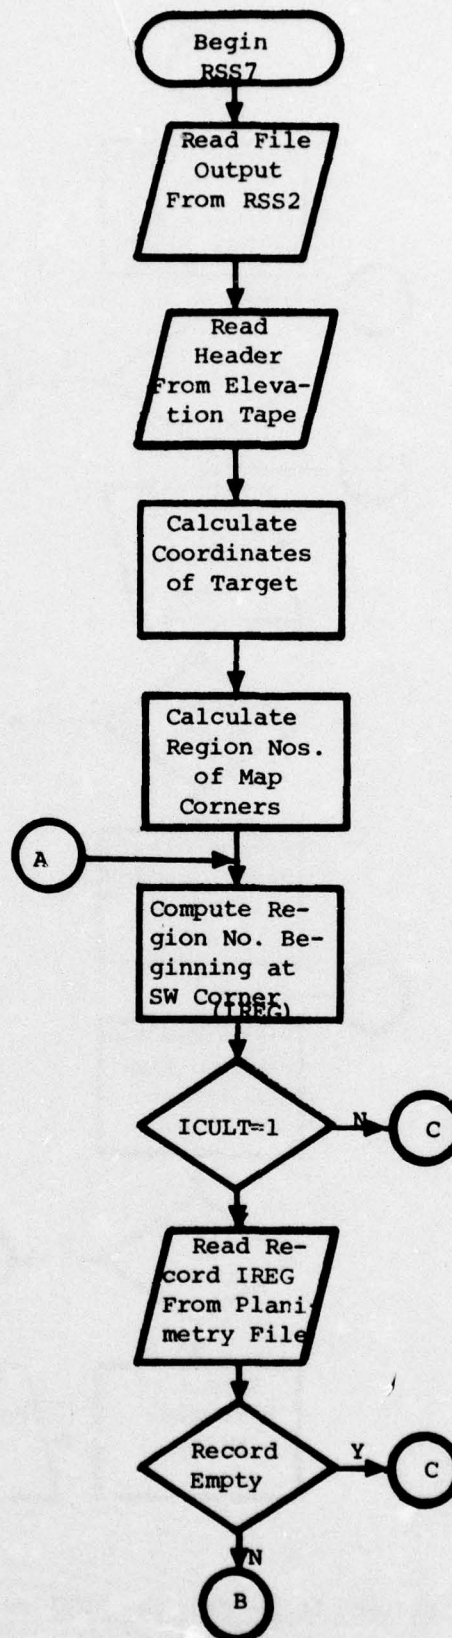 Begin
RSS7
Read File
Output
From RSS2
Read
Header
From Eleva-
tion Tape
Calculate
Coordinates
of Target
Calculate
Region Nos.
of Map
Corners
A
Compute Re-
gion No. Be-
ginning at
SW Corner
(IREG)
ICULT=1
N
C
Read Re-
cord IREG
From Plani-
metry File
Record
Empty
Y
C
N
B